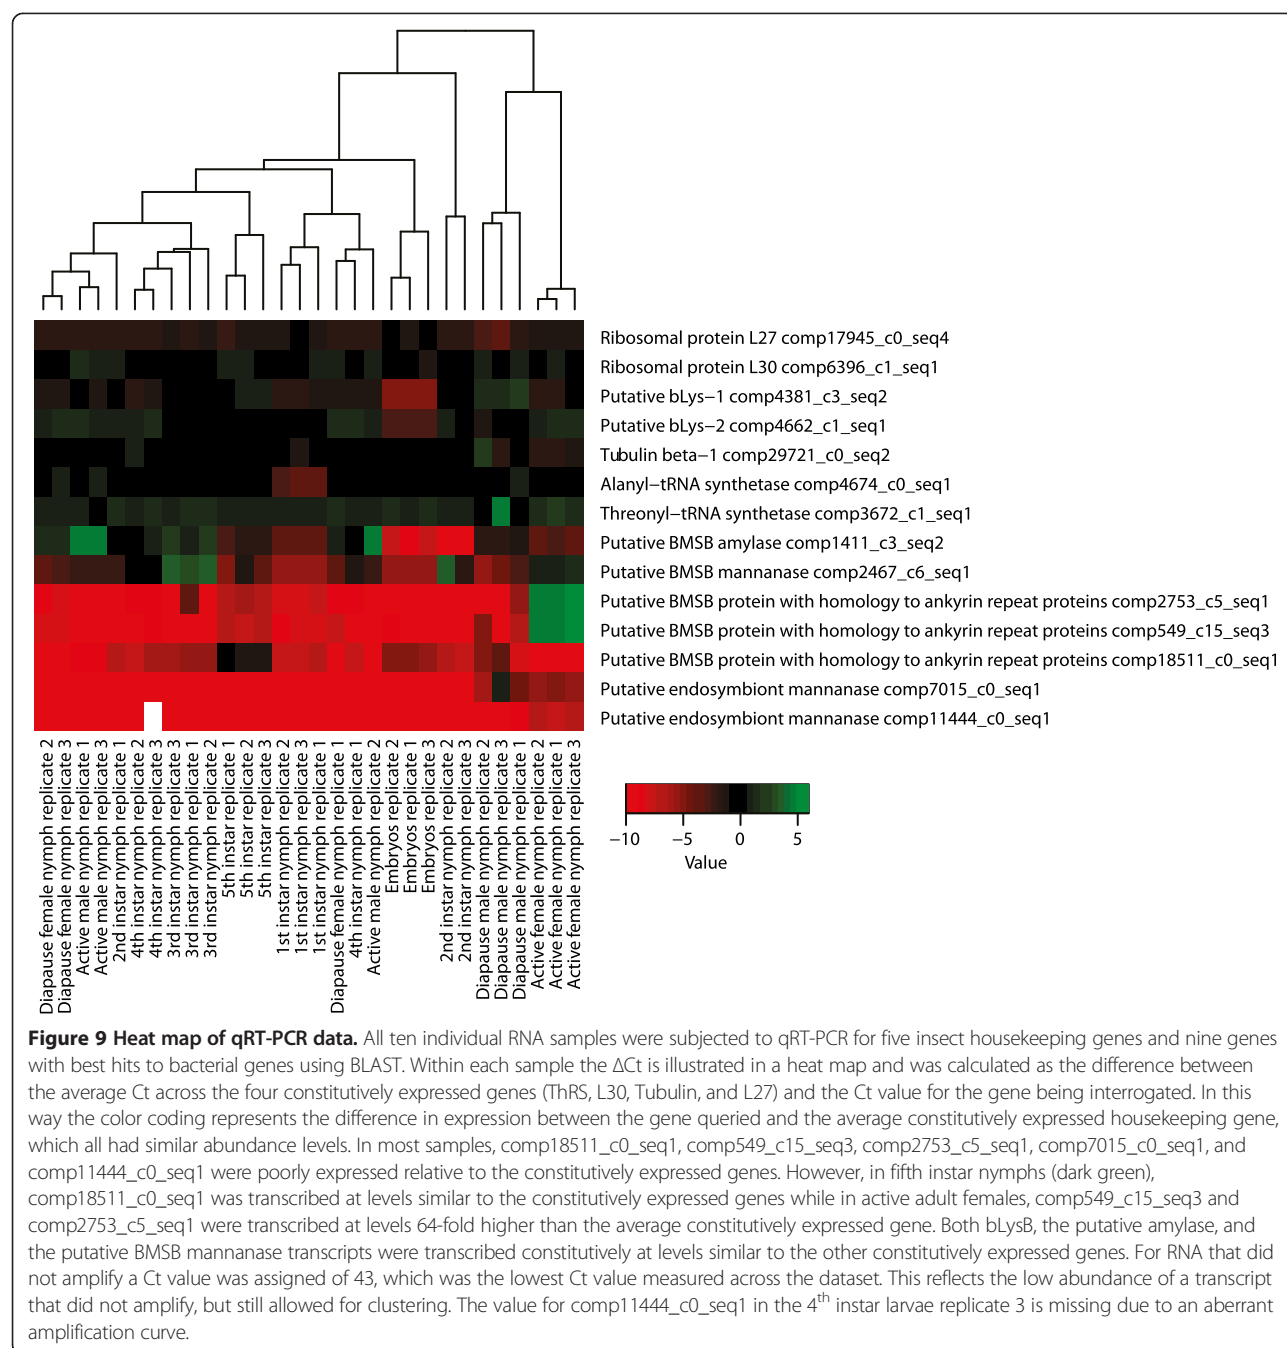 Ribosomal protein L27 comp17945_c0_seq4
Ribosomal protein L30 comp6396_c1_seq1
Putative bLys−1 comp4381_c3_seq2
Putative bLys−2 comp4662_c1_seq1
Tubulin beta−1 comp29721_c0_seq2
Alanyl−tRNA synthetase comp4674_c0_seq1
Threonyl−tRNA synthetase comp3672_c1_seq1
Putative BMSB amylase comp1411_c3_seq2
Putative BMSB mannanase comp2467_c6_seq1
Putative BMSB protein with homology to ankyrin repeat proteins comp2753_c5_seq1
Putative BMSB protein with homology to ankyrin repeat proteins comp549_c15_seq3
Putative BMSB protein with homology to ankyrin repeat proteins comp18511_c0_seq1
Putative endosymbiont mannanase comp7015_c0_seq1
Putative endosymbiont mannanase comp11444_c0_seq1
Diapause female nymph replicate 2
Diapause female nymph replicate 3
Active male nymph replicate 1
Active male nymph replicate 3
2nd instar nymph replicate 1
4th instar nymph replicate 2
4th instar nymph replicate 3
3rd instar nymph replicate 3
3rd instar nymph replicate 1
3rd instar nymph replicate 2
5th instar replicate 1
5th instar replicate 2
5th instar replicate 3
1st instar nymph replicate 2
1st instar nymph replicate 3
1st instar nymph replicate 1
Diapause female nymph replicate 1
4th instar nymph replicate 1
Active male nymph replicate 2
Embryos replicate 2
Embryos replicate 1
Embryos replicate 3
2nd instar nymph replicate 2
2nd instar nymph replicate 3
Diapause male nymph replicate 2
Diapause male nymph replicate 3
Diapause male nymph replicate 1
Active female nymph replicate 2
Active female nymph replicate 1
Active female nymph replicate 3
−10 −5 0 5
Value
Figure 9 Heat map of qRT-PCR data. All ten individual RNA samples were subjected to qRT-PCR for five insect housekeeping genes and nine genes
with best hits to bacterial genes using BLAST. Within each sample the ΔCt is illustrated in a heat map and was calculated as the difference between
the average Ct across the four constitutively expressed genes (ThRS, L30, Tubulin, and L27) and the Ct value for the gene being interrogated. In this
way the color coding represents the difference in expression between the gene queried and the average constitutively expressed housekeeping gene,
which all had similar abundance levels. In most samples, comp18511_c0_seq1, comp549_c15_seq3, comp2753_c5_seq1, comp7015_c0_seq1, and
comp11444_c0_seq1 were poorly expressed relative to the constitutively expressed genes. However, in fifth instar nymphs (dark green),
comp18511_c0_seq1 was transcribed at levels similar to the constitutively expressed genes while in active adult females, comp549_c15_seq3 and
comp2753_c5_seq1 were transcribed at levels 64-fold higher than the average constitutively expressed gene. Both bLysB, the putative amylase, and
the putative BMSB mannanase transcripts were transcribed constitutively at levels similar to the other constitutively expressed genes. For RNA that did
not amplify a Ct value was assigned of 43, which was the lowest Ct value measured across the dataset. This reflects the low abundance of a transcript
that did not amplify, but still allowed for clustering. The value for comp11444_c0_seq1 in the 4th instar larvae replicate 3 is missing due to an aberrant
amplification curve.